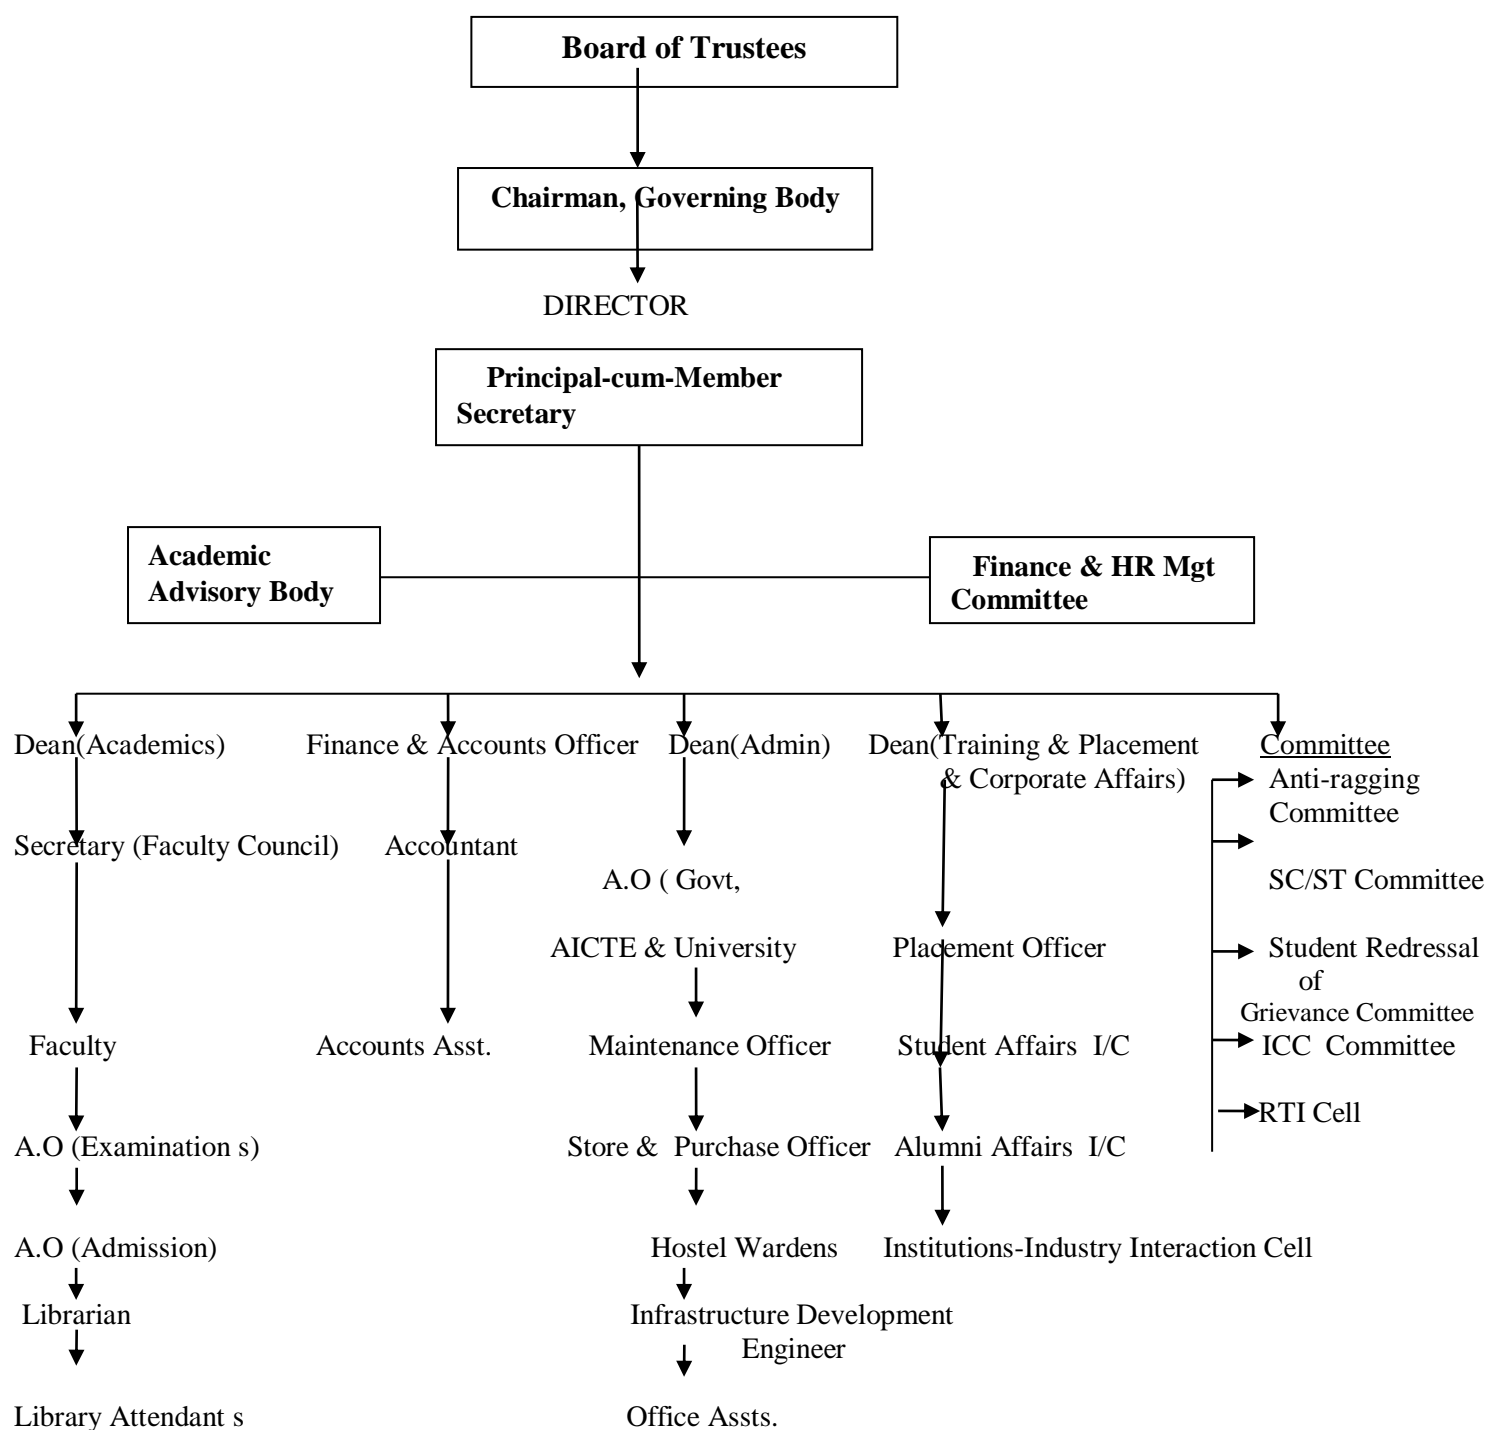 Board of Trustees
Chairman, Governing Body
DIRECTOR
Principal-cum-Member
Secretary
Academic
Advisory Body
Finance & HR Mgt
Committee
Dean(Academics)
Finance & Accounts Officer
Dean(Admin)
Dean(Training & Placement
& Corporate Affairs)
Committee
Anti-ragging
Committee
Secretary (Faculty Council)
Accountant
A.O ( Govt,
SC/ST Committee
AICTE & University
Placement Officer
Student Redressal
of
Grievance Committee
Faculty
Accounts Asst.
Maintenance Officer
Student Affairs I/C
ICC Committee
RTI Cell
A.O (Examination s)
Store & Purchase Officer
Alumni Affairs I/C
A.O (Admission)
Hostel Wardens
Institutions-Industry Interaction Cell
Librarian
Infrastructure Development
Engineer
Library Attendant s
Office Assts.